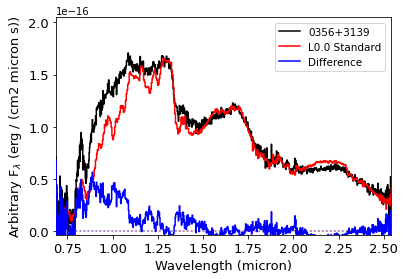 1e−16
2.0
1.5
1.0
0.5
0.0
Arbitrary Fλ (erg / (cm2 micron s))
0356+3139
L0.0 Standard
Difference
0.75 1.00 1.25 1.50 1.75 2.00 2.25 2.50
Wavelength (micron)